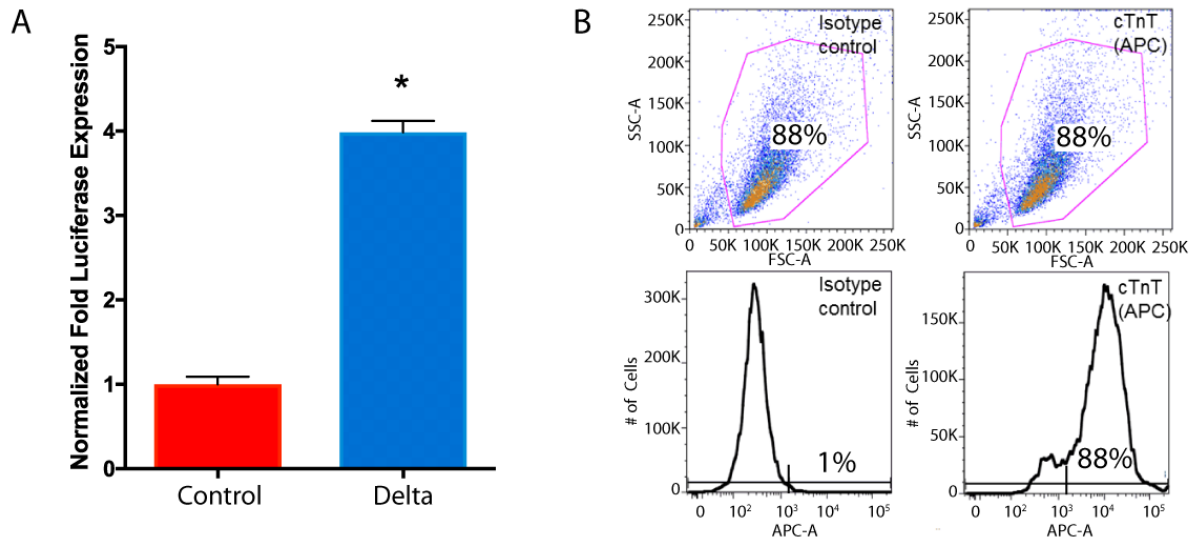 A
Normalized Fold Luciferase Expression
5
4
3
2
1
0
*
Control
Delta
B
Isotype
control
88%
SSC-A
250K
200K
150K
100K
50K
0
0 50K 100K 150K 200K 250K
FSC-A
cTnT
(APC)
88%
SSC-A
250K
200K
150K
100K
50K
0
0 50K 100K 150K 200K 250K
FSC-A
Isotype
control
1%
# of Cells
300K
200K
100K
0
0 10² 10³ 10⁴ 10⁵
APC-A
cTnT
(APC)
88%
# of Cells
150K
100K
50K
0
0 10² 10³ 10⁴ 10⁵
APC-A